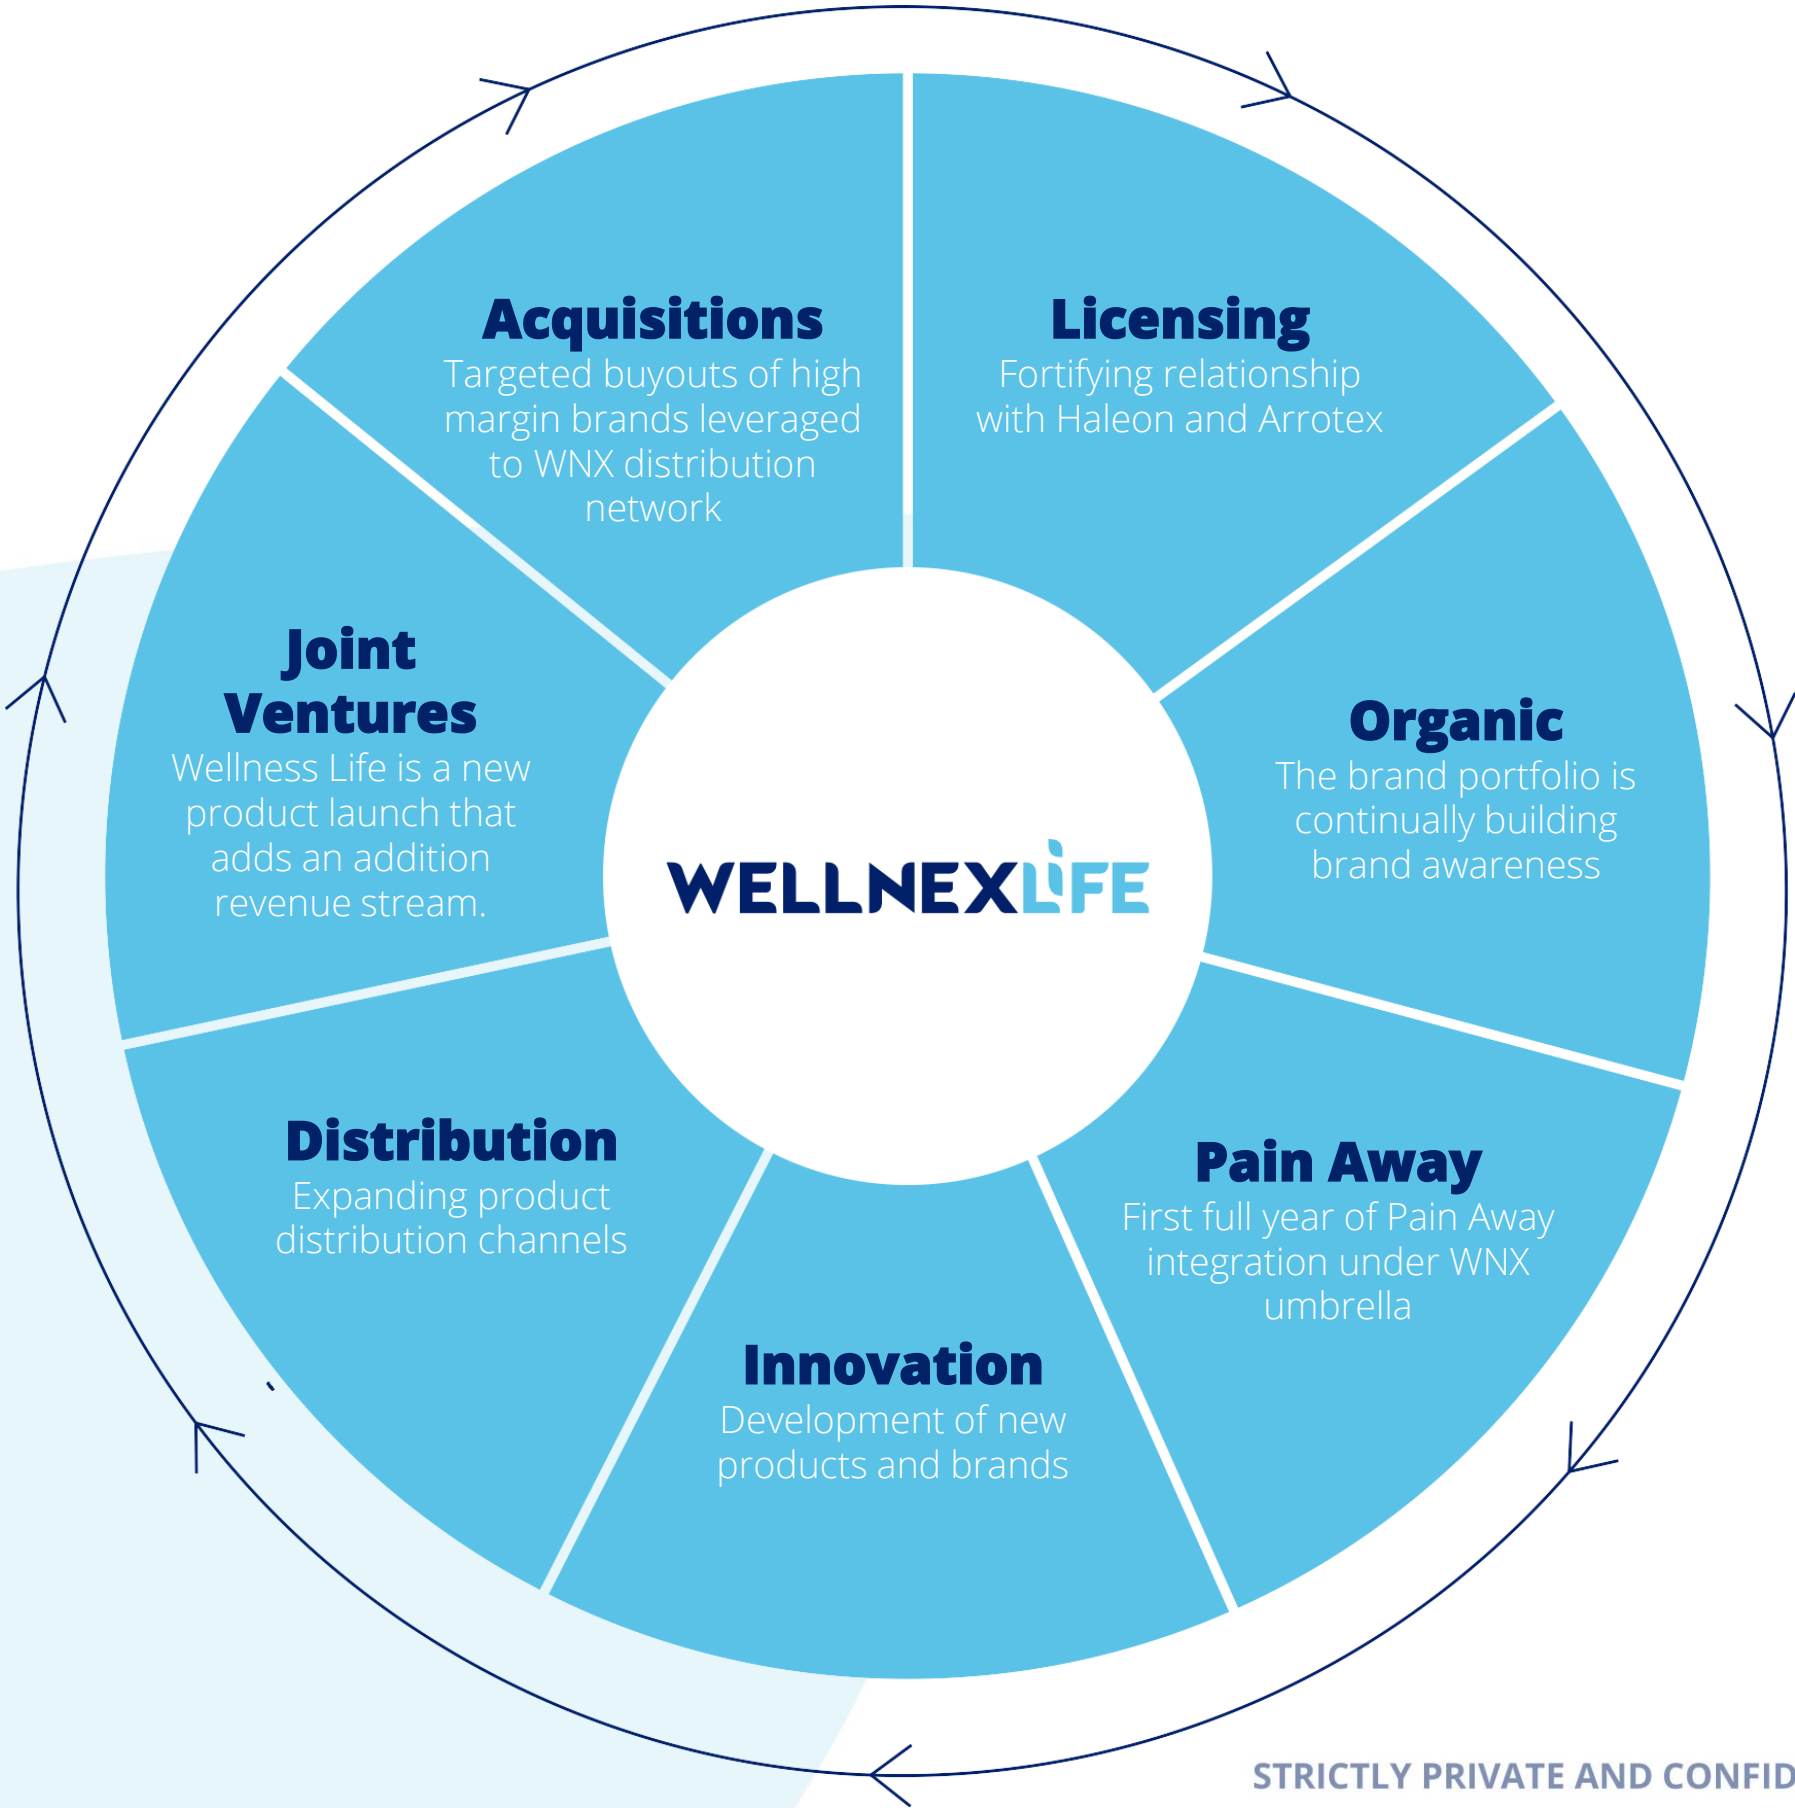 Acquisitions
Targeted buyouts of high
margin brands leveraged
to WNX distribution
network
Licensing
Fortifying relationship
with Haleon and Arrotex
Organic
The brand portfolio is
continually building
brand awareness
Pain Away
First full year of Pain Away
integration under WNX
umbrella
Innovation
Development of new
products and brands
Distribution
Expanding product
distribution channels
Joint
Ventures
Wellness Life is a new
product launch that
adds an addition
revenue stream.
WELLNEXLIFE
STRICTLY PRIVATE AND CONFID